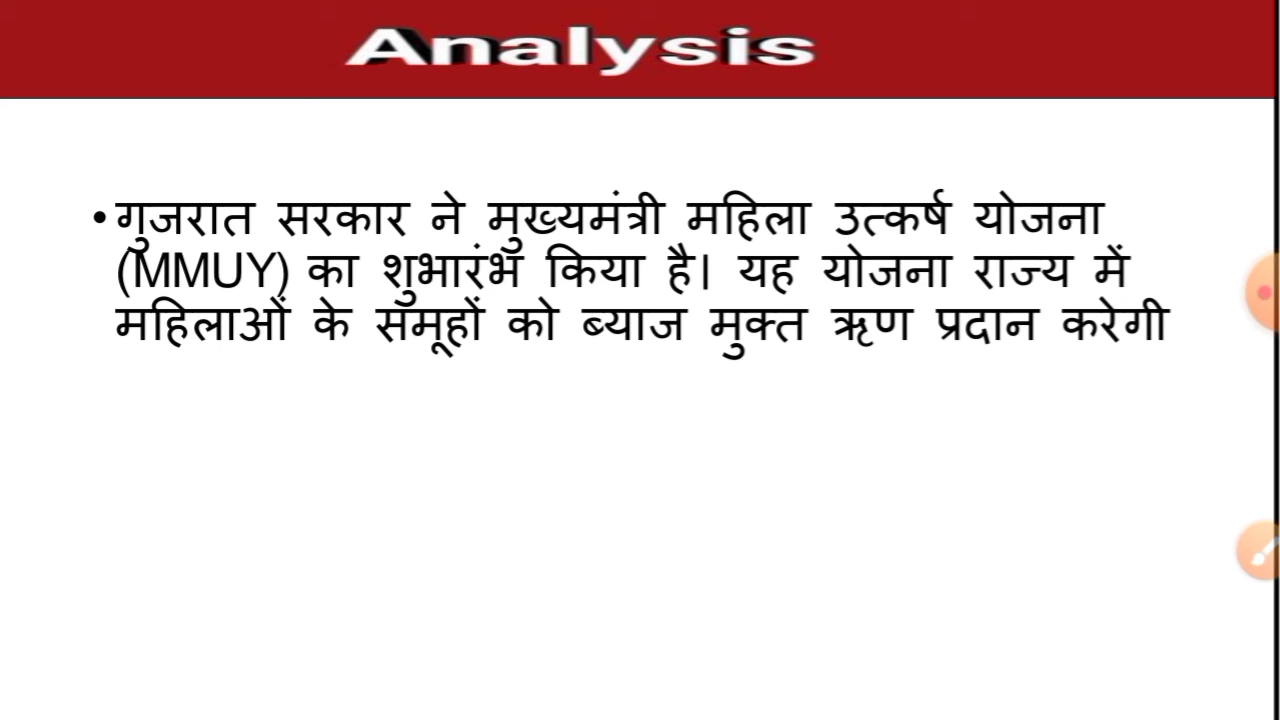 Analysis
• गुजरात सरकार ने मुख्यमंत्री महिला उत्कर्ष योजना
(MMUY) का शुभारंभ किया है। यह योजना राज्य में
महिलाओं के समूहों को ब्याज मुक्त ऋण प्रदान करेगी